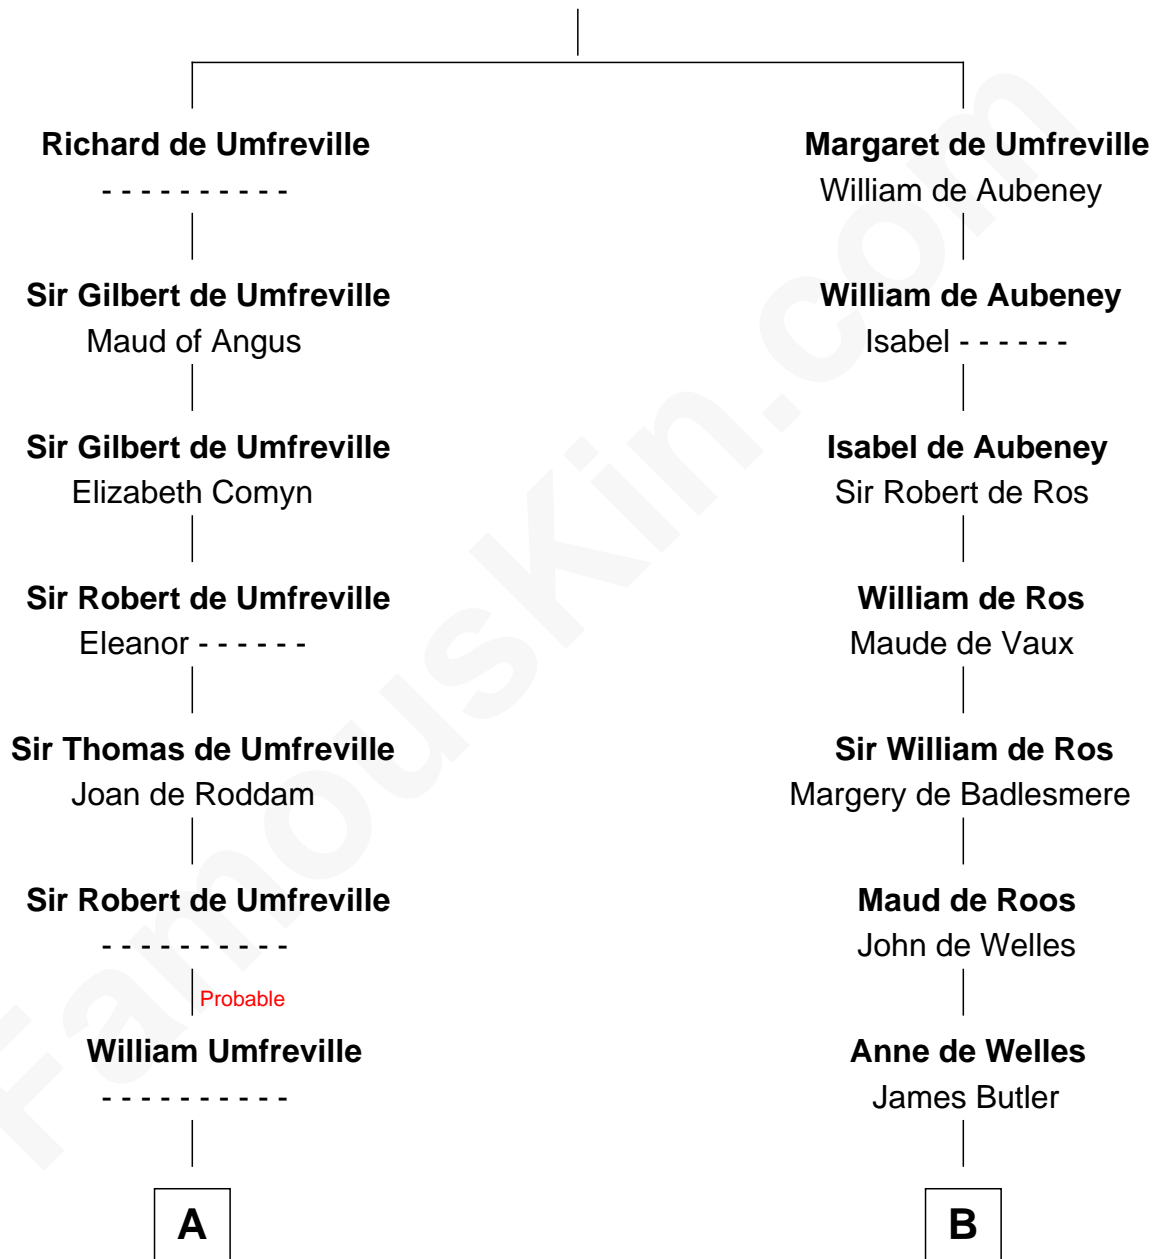 Richard de Umfreville
- - - - - - - - - -
Sir Gilbert de Umfreville
Maud of Angus
Sir Gilbert de Umfreville
Elizabeth Comyn
Sir Robert de Umfreville
Eleanor - - - - - -
Sir Thomas de Umfreville
Joan de Roddam
Sir Robert de Umfreville
- - - - - - - - - -
Probable
William Umfreville
- - - - - - - - - -
A
Margaret de Umfreville
William de Aubeney
William de Aubeney
Isabel - - - - - -
Isabel de Aubeney
Sir Robert de Ros
William de Ros
Maude de Vaux
Sir William de Ros
Margery de Badlesmere
Maud de Roos
John de Welles
Anne de Welles
James Butler
B
FamousKin.com